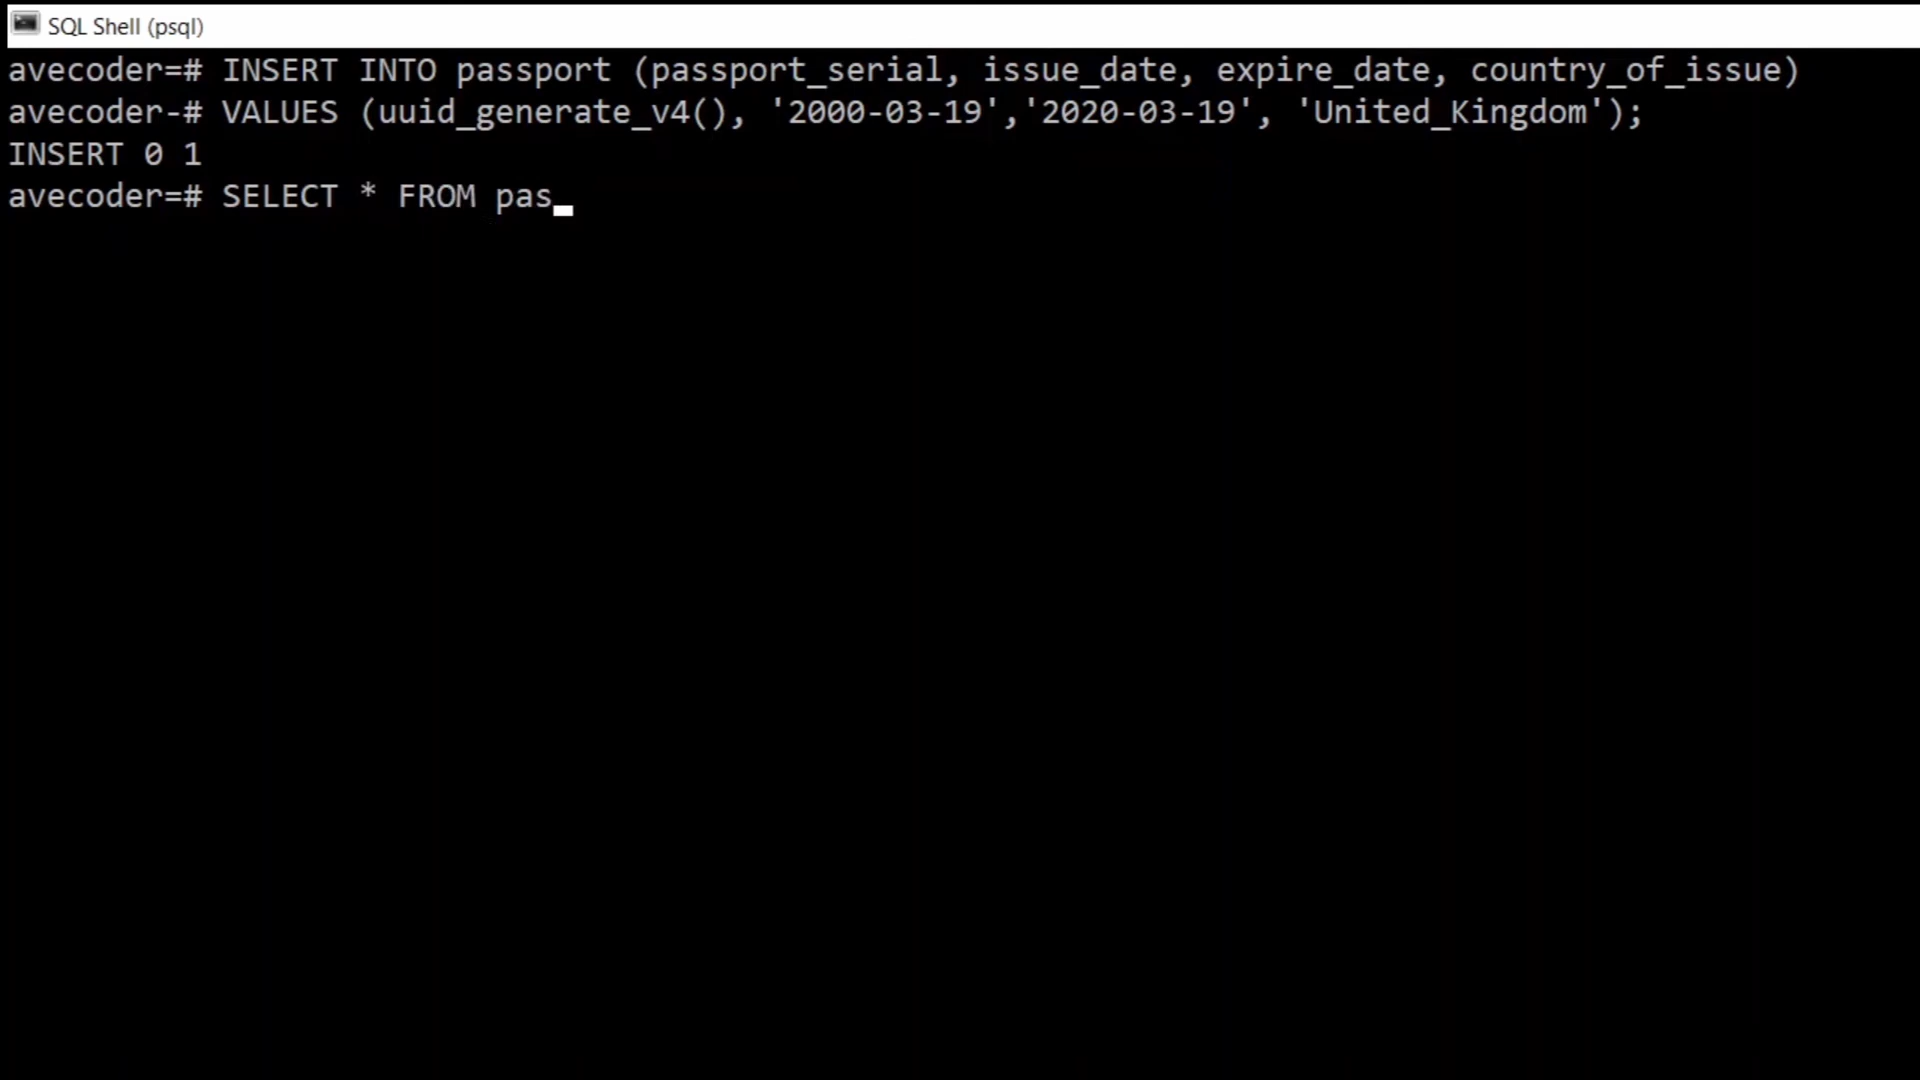 SQL Shell (psql)
avecoder=# INSERT INTO passport (passport_serial, issue_date, expire_date, country_of_issue)
avecoder-# VALUES (uuid_generate_v4(), '2000-03-19','2020-03-19', 'United_Kingdom');
INSERT 0 1
avecoder=# SELECT * FROM pas